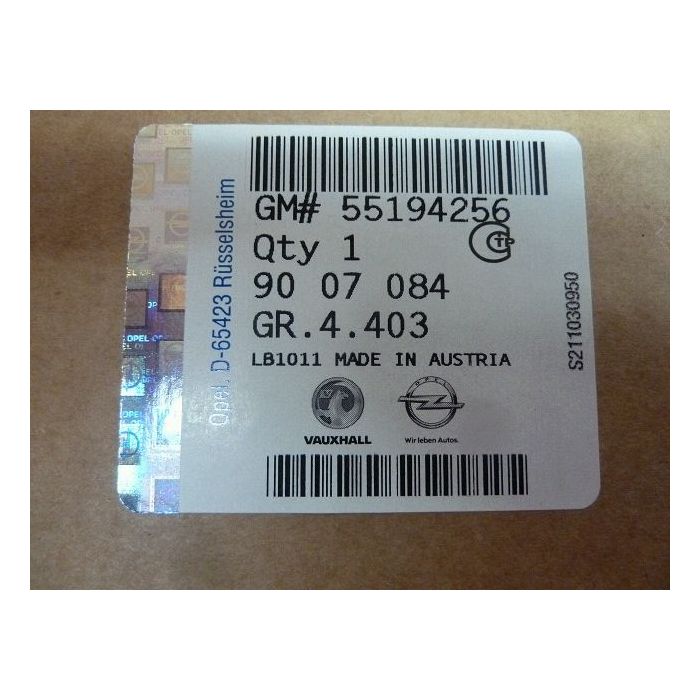 GM# 55194256
Qty 1
90 07 084
GR.4.403
LB1011 MADE IN AUSTRIA
VAUXHALL
OPEL
Wir leben Autos.
Opel. D-65423 Rüsselsheim
S211030950